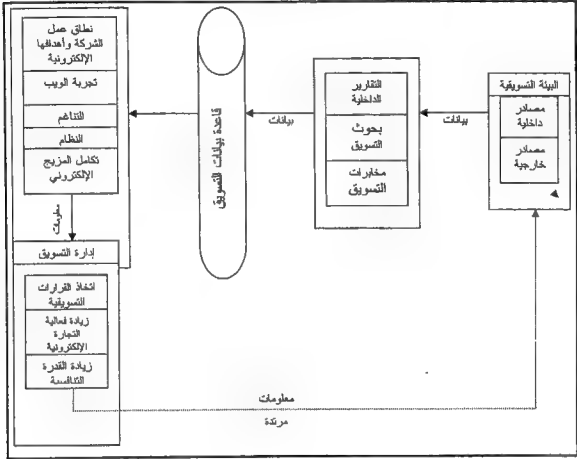 البيئة التسويقية
مصادر
داخلية
مصادر
خارجية
بيانات
التقارير
الداخلية
بحوث
التسويق
مخابرات
التسويق
بيانات
قاعدة بيانات التسويق
نطاق عمل
الشركة وأهدافها
الإلكترونية
تجربة الويب
التناغم
النظام
تكامل المزيج
الإلكتروني
معلومات
إدارة التسويق
اتخاذ القرارات
التسويقية
زيادة فعالية
التجارة
الإلكترونية
زيادة القدرة
التنافسية
معلومات
مرتدة